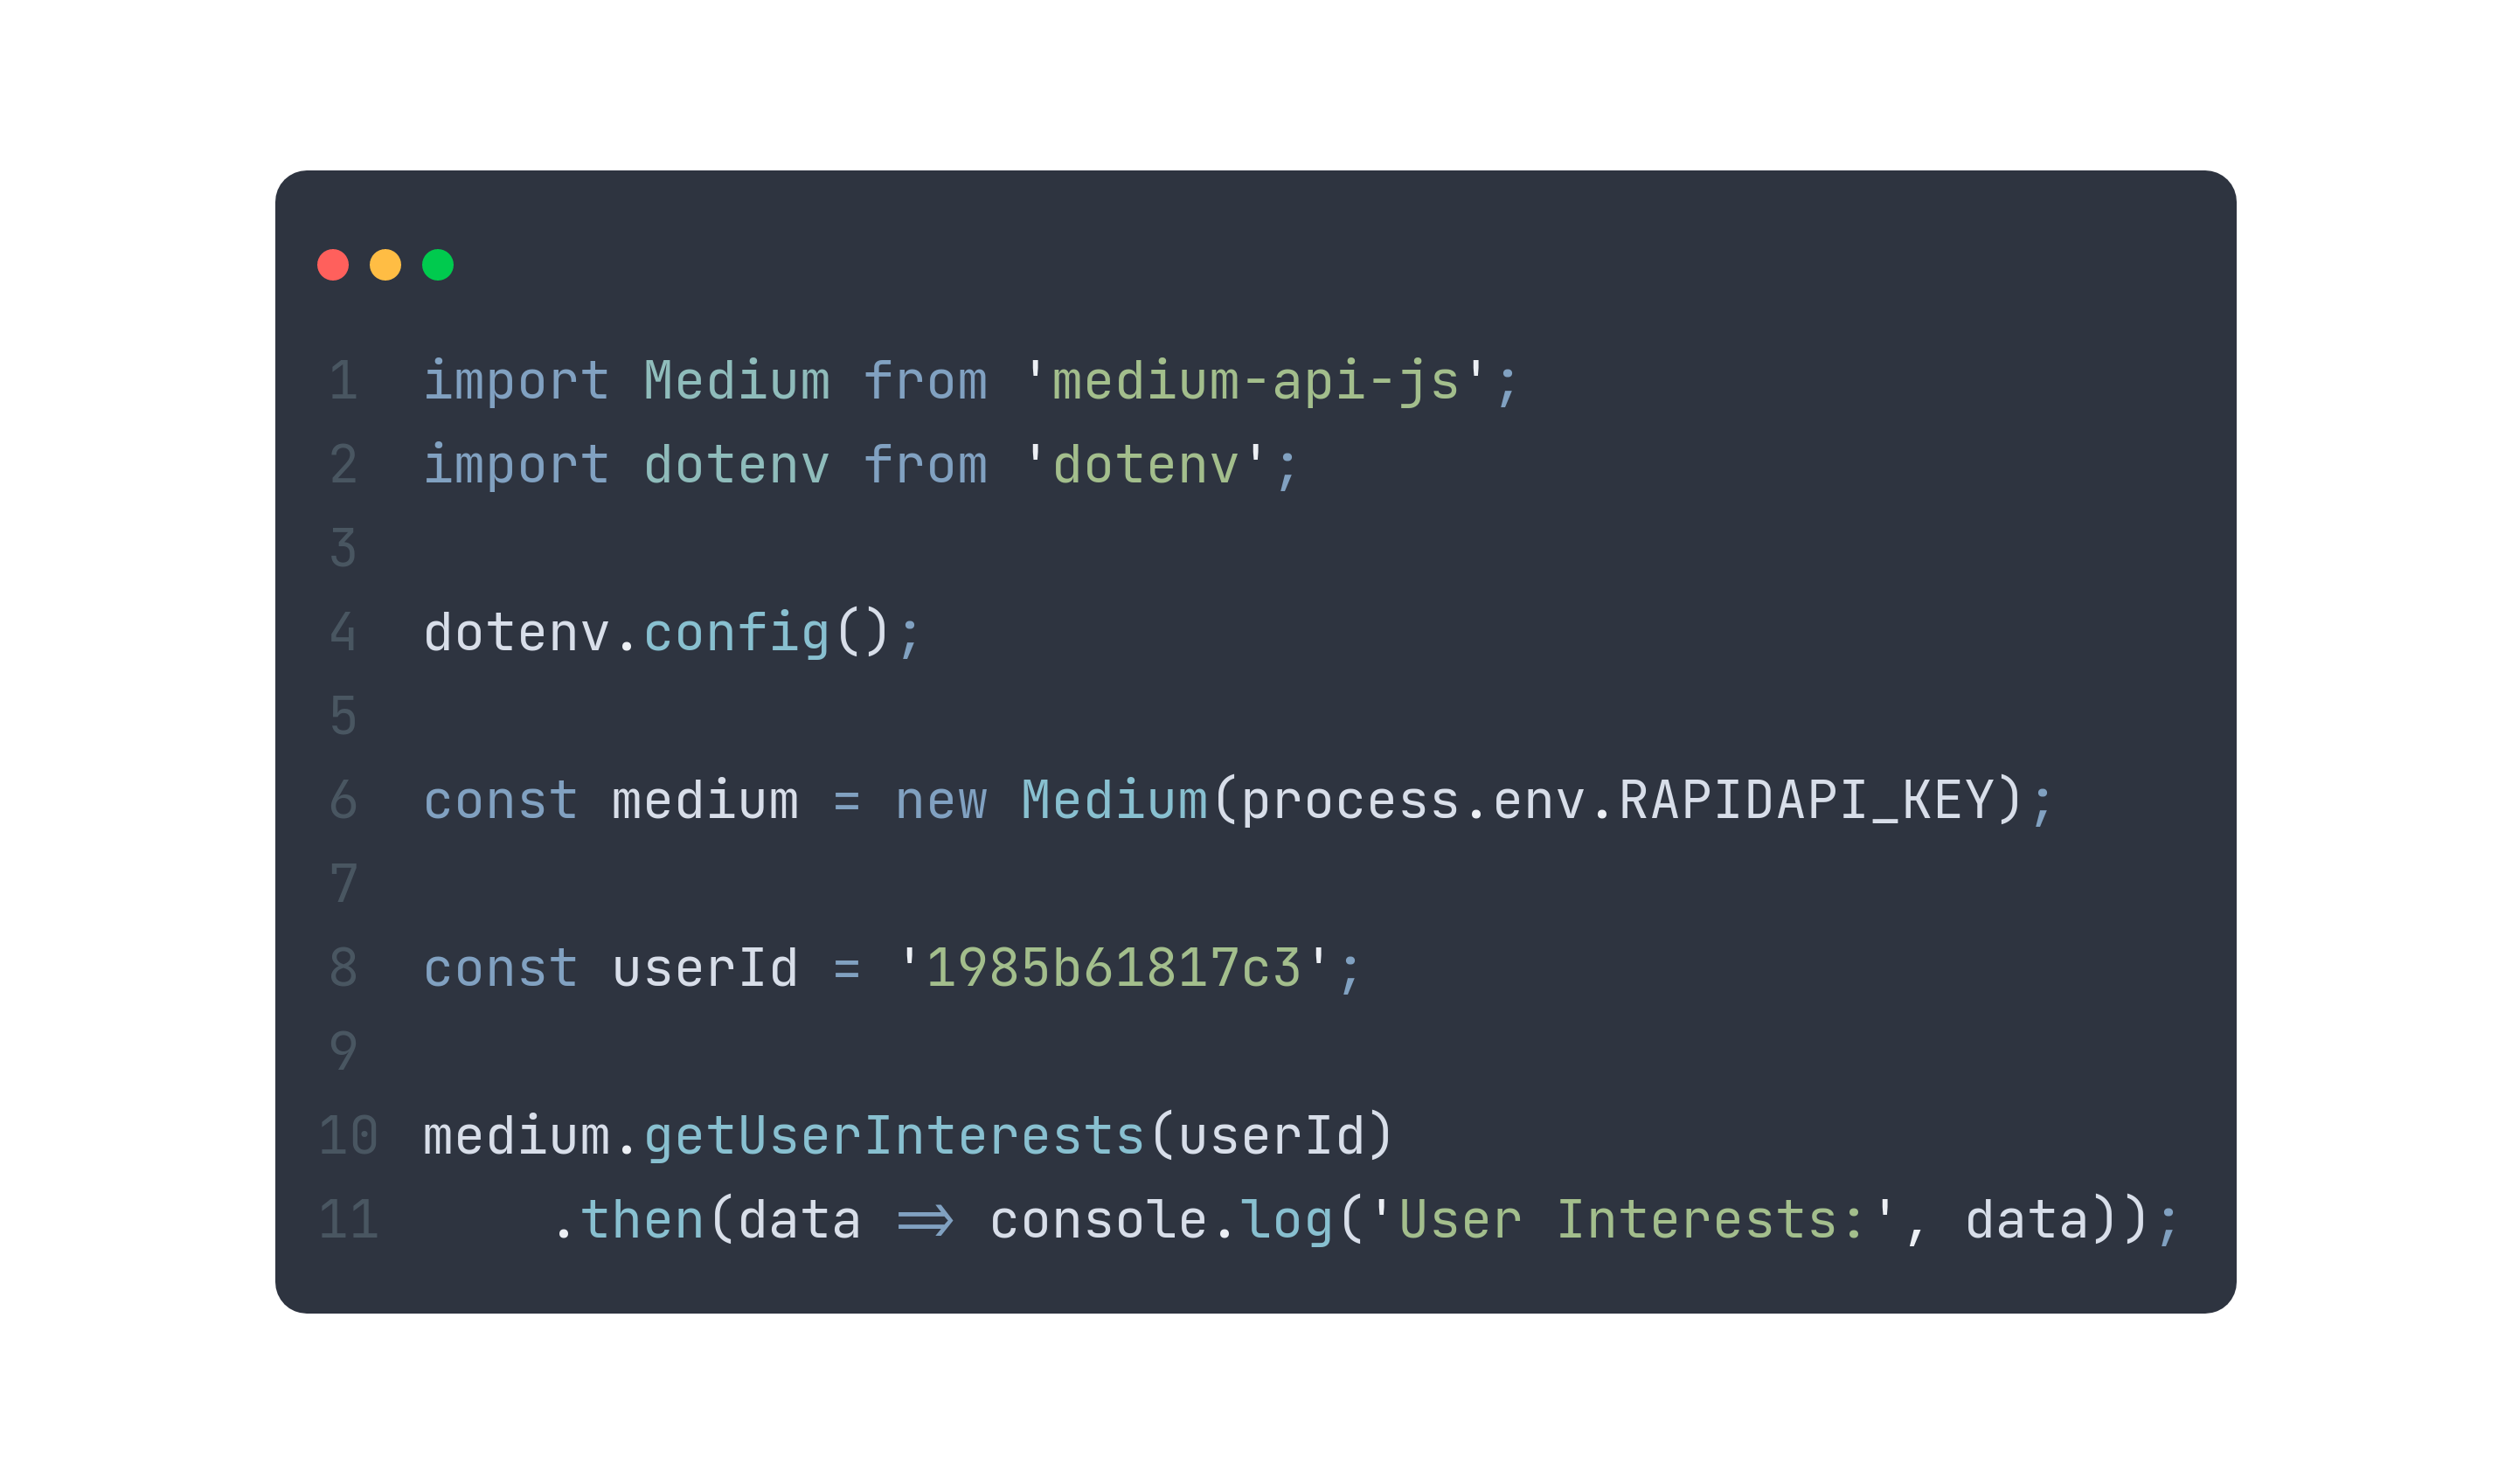 1 import Medium from 'medium-api-js';
2 import dotenv from 'dotenv';
3
4 dotenv.config();
5
6 const medium = new Medium(process.env.RAPIDAPI_KEY);
7
8 const userId = '1985b61817c3';
9
10 medium.getUserInterests(userId)
11     .then(data => console.log('User Interests:', data));